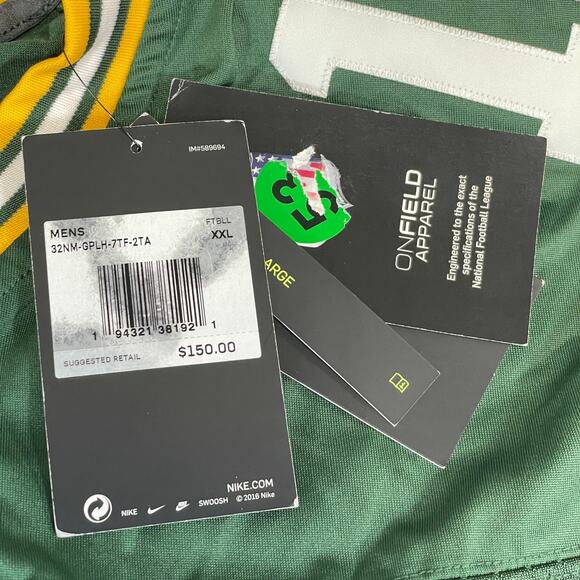 IM#589694
MENS
FTBLL
32NM-GPLH-7TF-2TA
XXL
1 94321 38192 1
SUGGESTED RETAIL
$150.00
NIKE.COM
NIKE SWOOSH © 2016 Nike
ARGE
ONFIELD
APPAREL
Engineered to the exact
specifications of the
National Football League